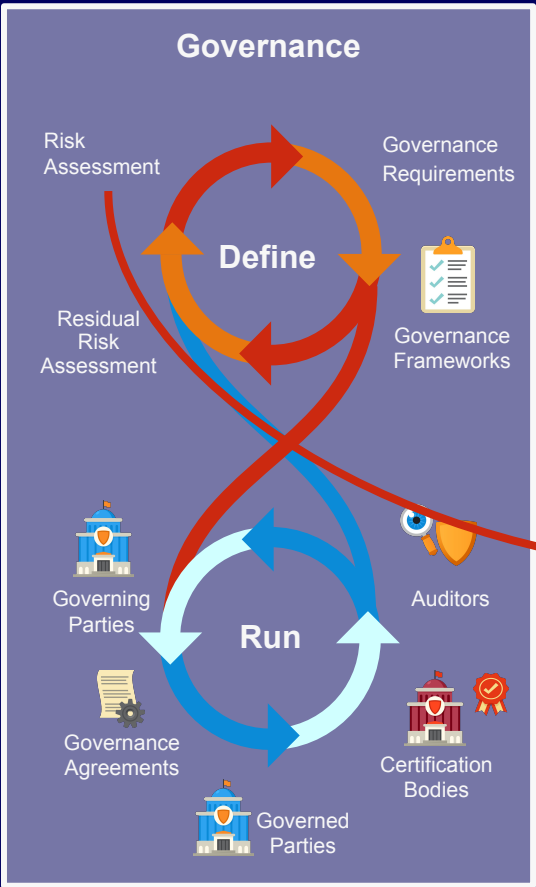 Governance
Risk
Assessment
Governance
Requirements
Define
Residual
Risk
Assessment
Governance
Frameworks
Governing
Parties
Auditors
Run
Governance
Agreements
Certification
Bodies
Governed
Parties